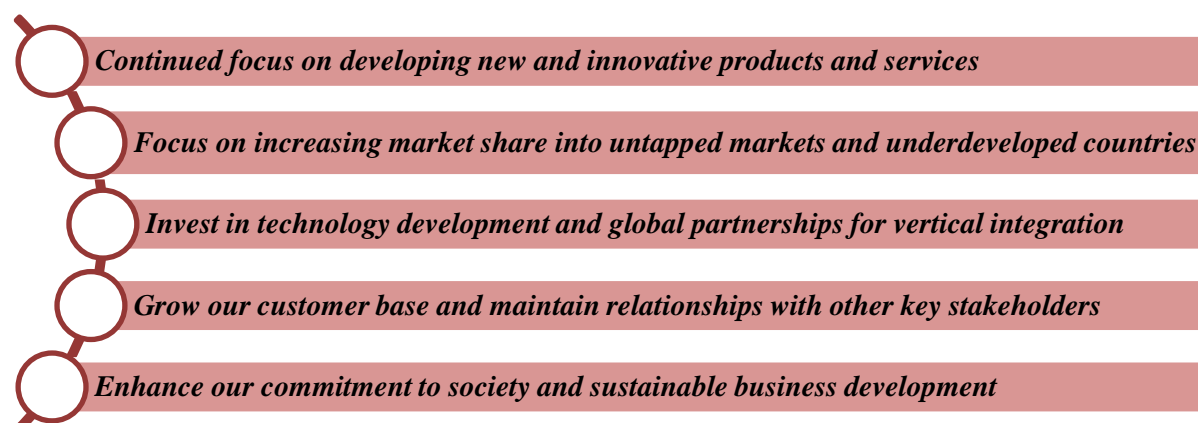 Continued focus on developing new and innovative products and services
Focus on increasing market share into untapped markets and underdeveloped countries
Invest in technology development and global partnerships for vertical integration
Grow our customer base and maintain relationships with other key stakeholders
Enhance our commitment to society and sustainable business development